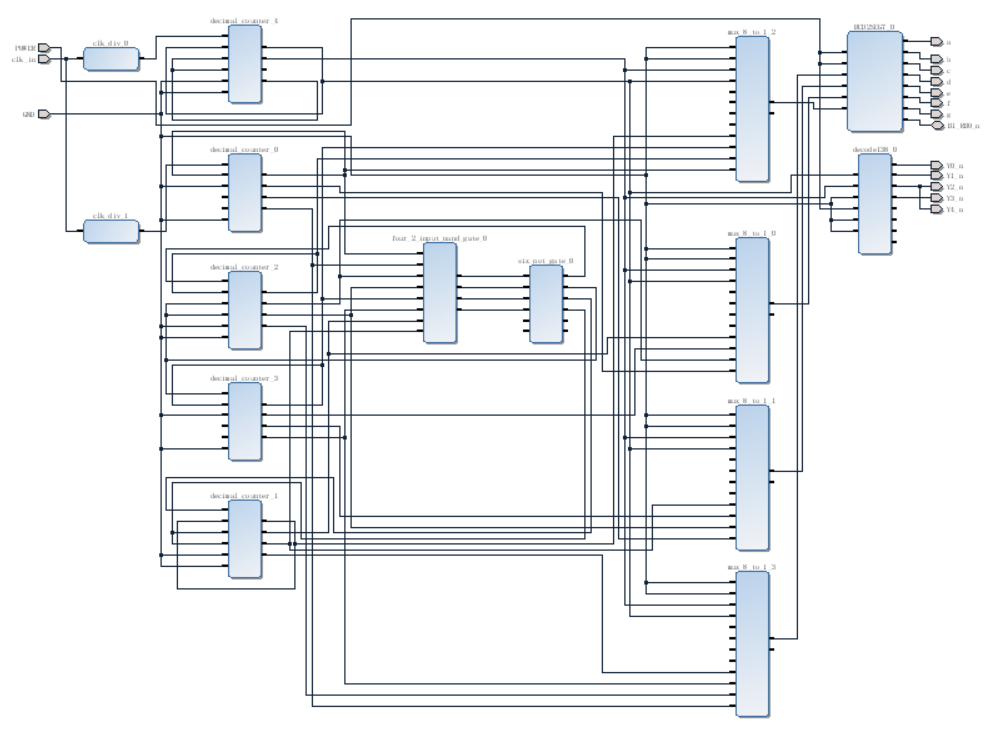 decimal_counter_4
mux_8_to_1_2
BCD2SEG7_0
POWER
clk_div_0
clk_in
a
b
c
d
e
f
g
GND
BI_RBO_n
decimal_counter_0
decode138_0
Y0_n
Y1_n
Y2_n
Y3_n
Y4_n
clk_div_1
four_2_input_nand_gate_0
mux_8_to_1_0
six_not_gate_0
decimal_counter_2
decimal_counter_3
mux_8_to_1_1
decimal_counter_1
mux_8_to_1_3